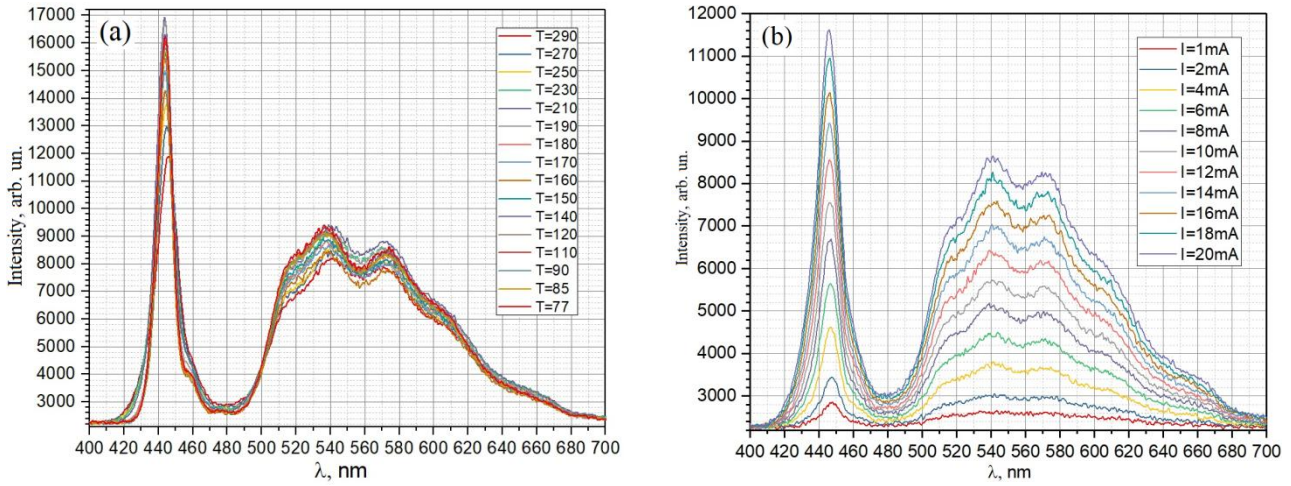 (a)
Intensity, arb. un.
17000
16000
15000
14000
13000
12000
11000
10000
9000
8000
7000
6000
5000
4000
3000
400 420 440 460 480 500 520 540 560 580 600 620 640 660 680 700
λ, nm
T=290
T=270
T=250
T=230
T=210
T=190
T=180
T=170
T=160
T=150
T=140
T=120
T=110
T=90
T=85
T=77
(b)
Intensity, arb. un.
12000
11000
10000
9000
8000
7000
6000
5000
4000
3000
400 420 440 460 480 500 520 540 560 580 600 620 640 660 680 700
λ, nm
I=1mA
I=2mA
I=4mA
I=6mA
I=8mA
I=10mA
I=12mA
I=14mA
I=16mA
I=18mA
I=20mA